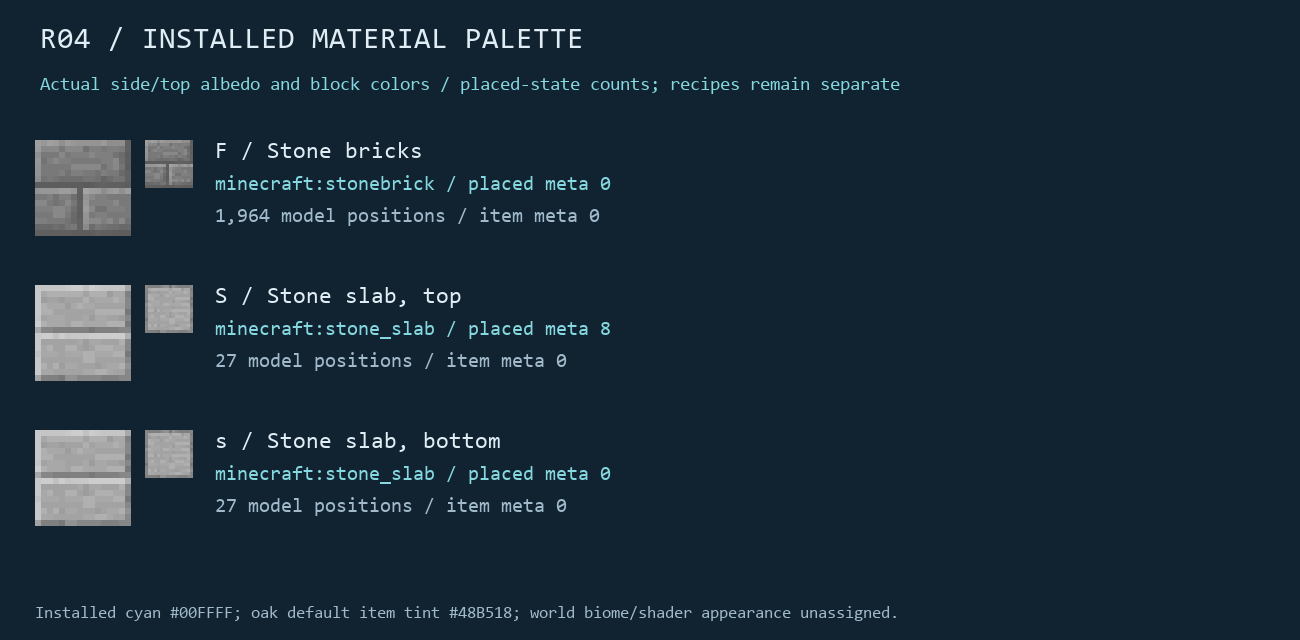 R04 / INSTALLED MATERIAL PALETTE
Actual side/top albedo and block colors / placed-state counts; recipes remain separate
F / Stone bricks
minecraft:stonebrick / placed meta 0
1,964 model positions / item meta 0
S / Stone slab, top
minecraft:stone_slab / placed meta 8
27 model positions / item meta 0
s / Stone slab, bottom
minecraft:stone_slab / placed meta 0
27 model positions / item meta 0
Installed cyan #00FFFF; oak default item tint #48B518; world biome/shader appearance unassigned.